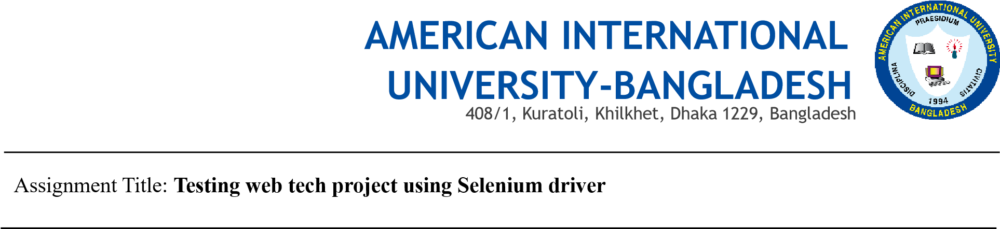 AMERICAN INTERNATIONAL
UNIVERSITY-BANGLADESH
408/1, Kuratoli, Khilkhet, Dhaka 1229, Bangladesh
AMERICAN INTERNATIONAL UNIVERSITY
PRAESIDIUM
DISCIPLINA
CIVITATIS
1994
BANGLADESH
Assignment Title: Testing web tech project using Selenium driver